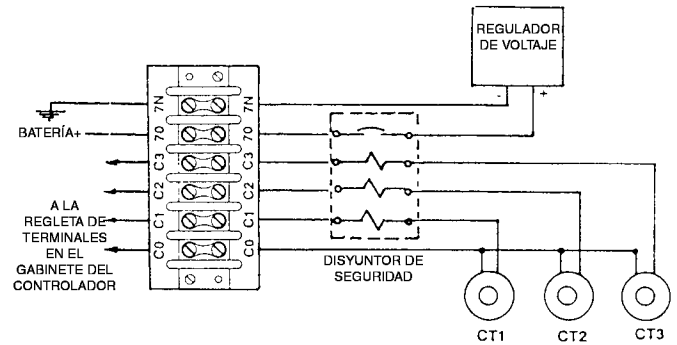 REGULADOR
DE VOLTAJE
-
+
7N
7N
BATERÍA+
70
70
C3
C3
C2
C2
C1
C1
C0
C0
A LA
REGLETA DE
TERMINALES
EN EL
GABINETE DEL
CONTROLADOR
DISYUNTOR DE
SEGURIDAD
CT1
CT2
CT3